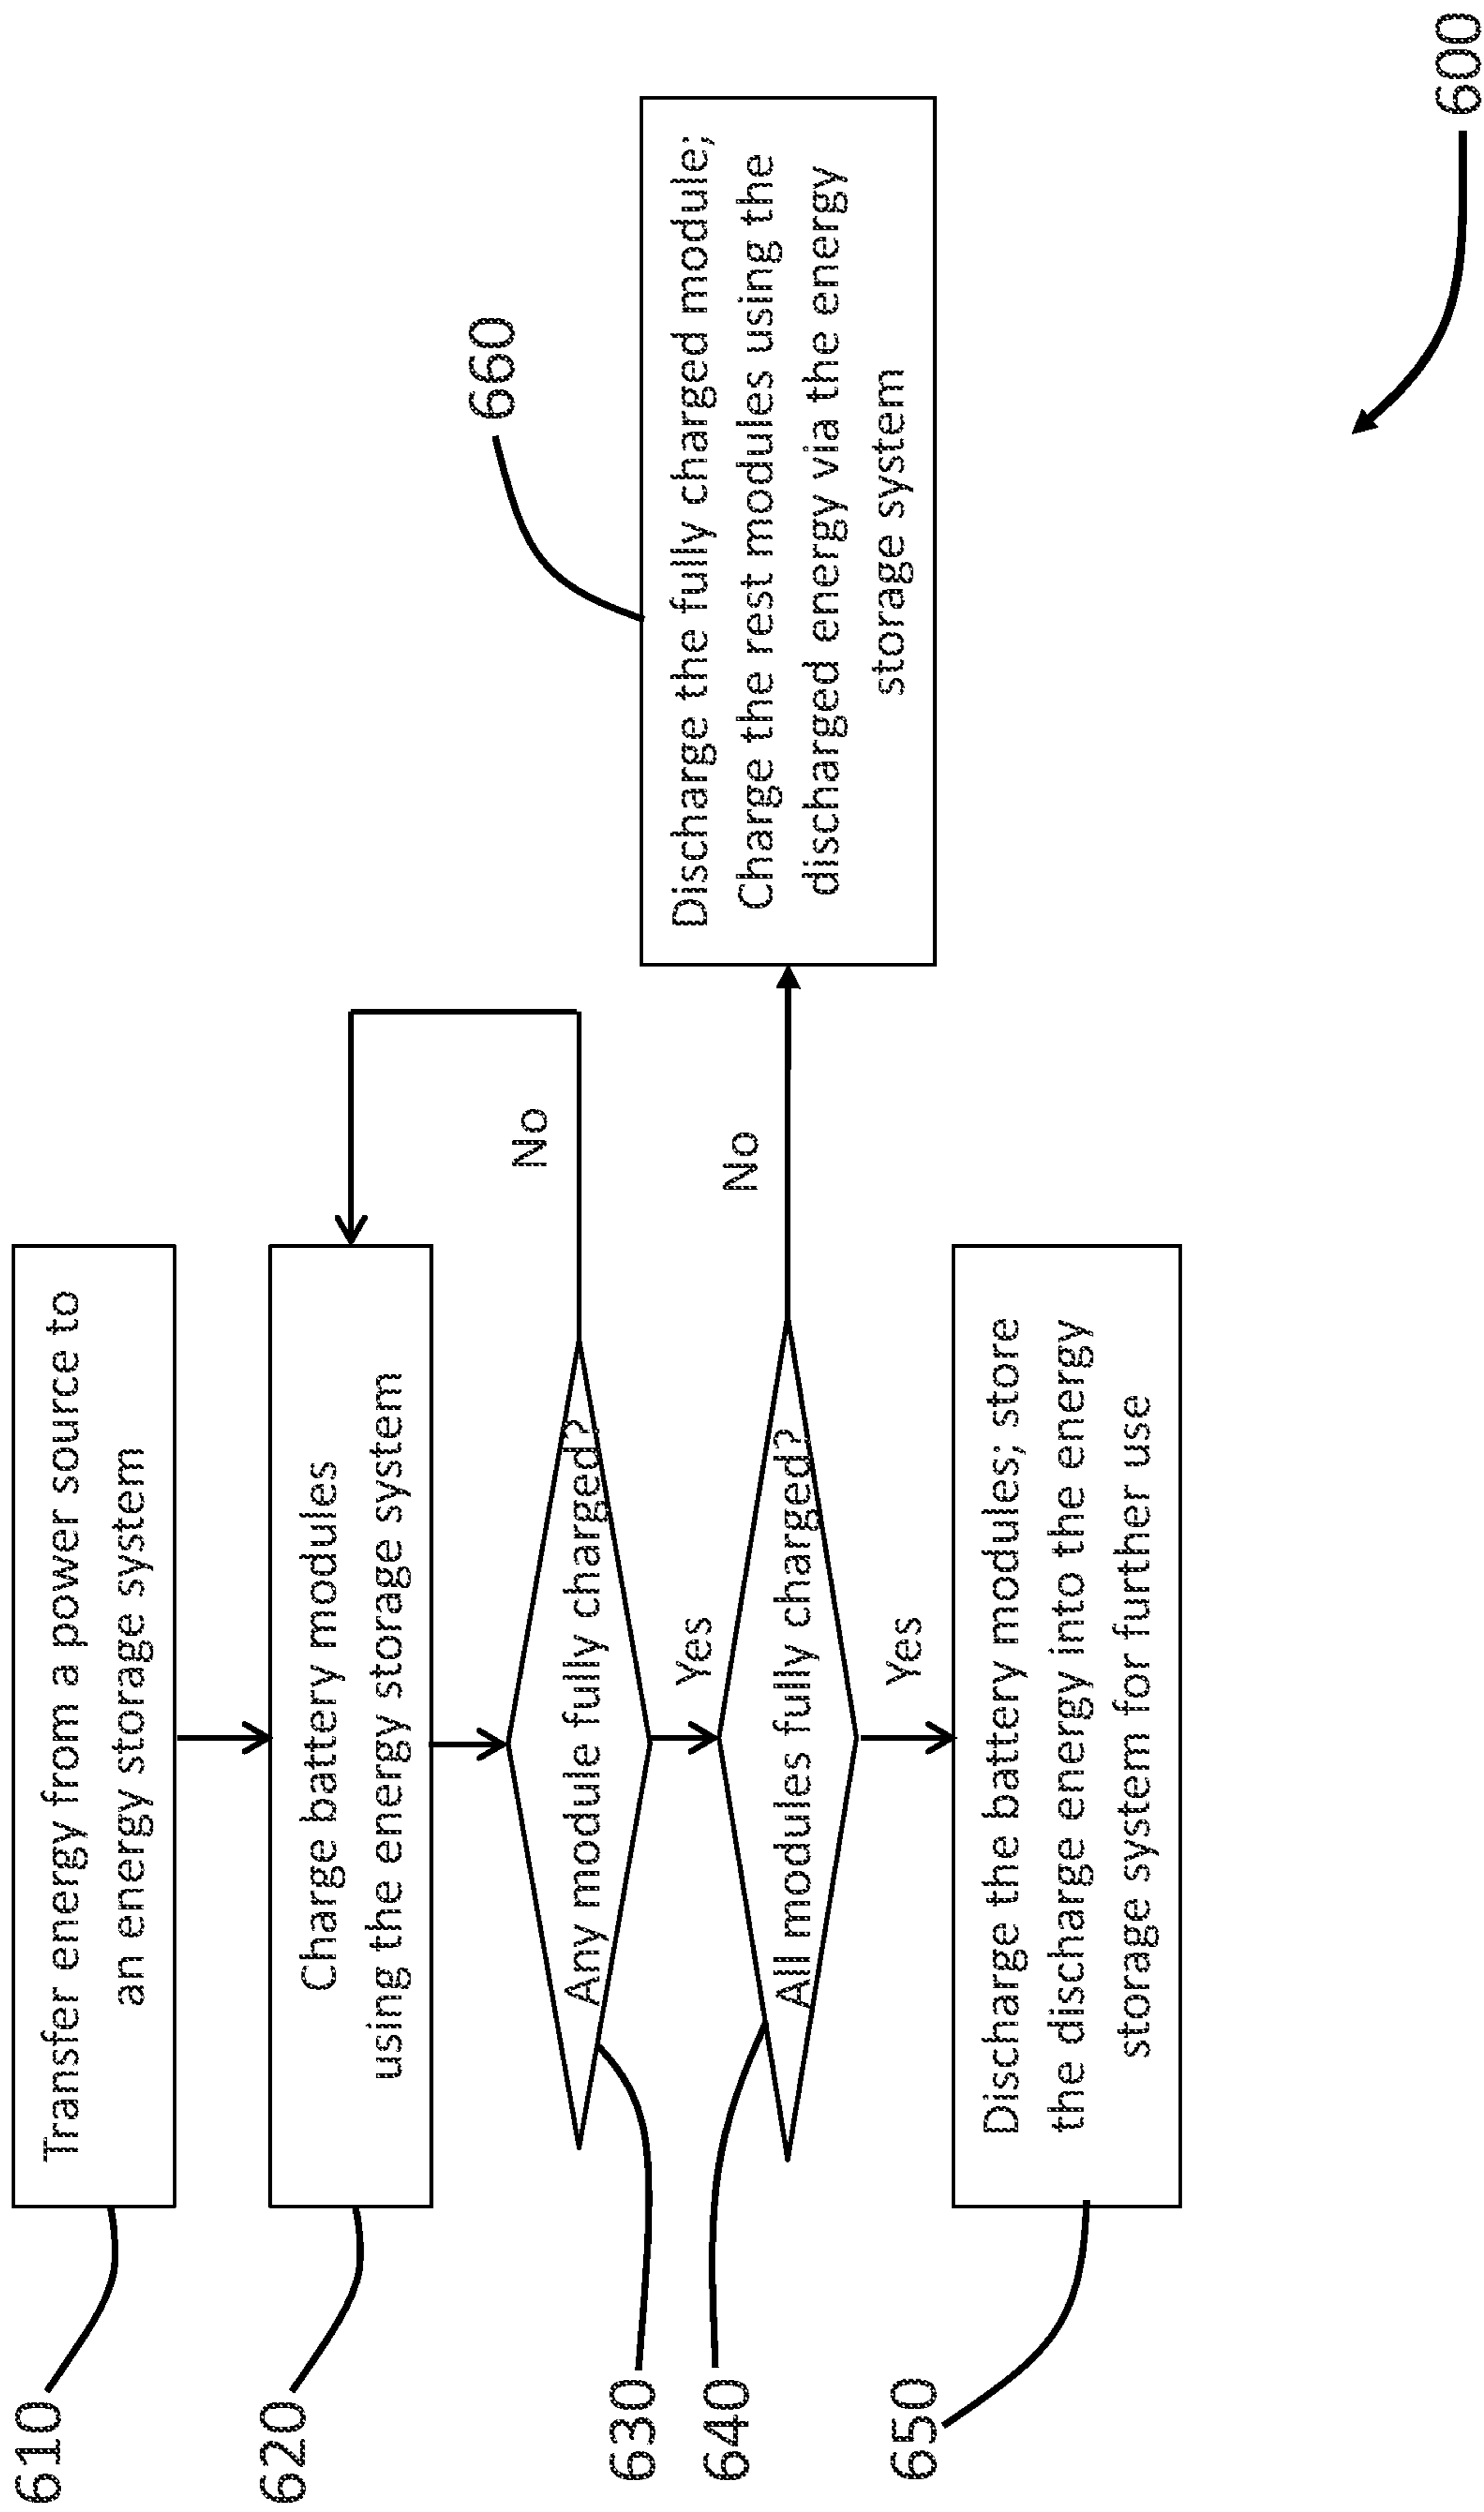 610
Transfer energy from a power source to
an energy storage system
620
Charge battery modules
using the energy storage system
No
630
Any module fully charged?
Yes
640
All modules fully charged?
No
660
Discharge the fully charged module;
Charge the rest modules using the
discharged energy via the energy
storage system
Yes
650
Discharge the battery modules; store
the discharge energy into the energy
storage system for further use
600